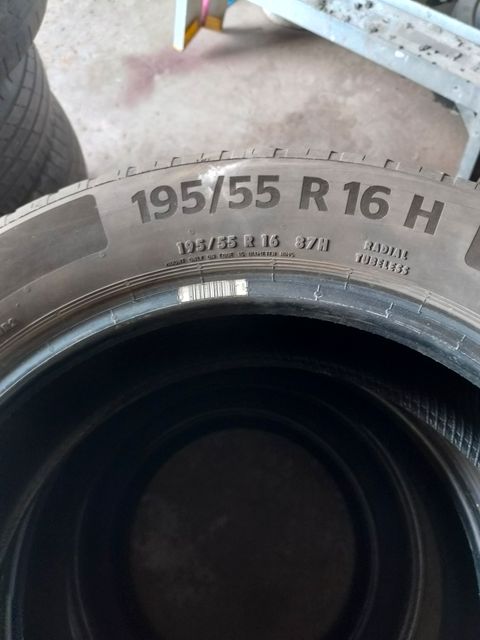 195/55 R 16 H
195/55 R 16 87H
RADIAL
TUBELESS